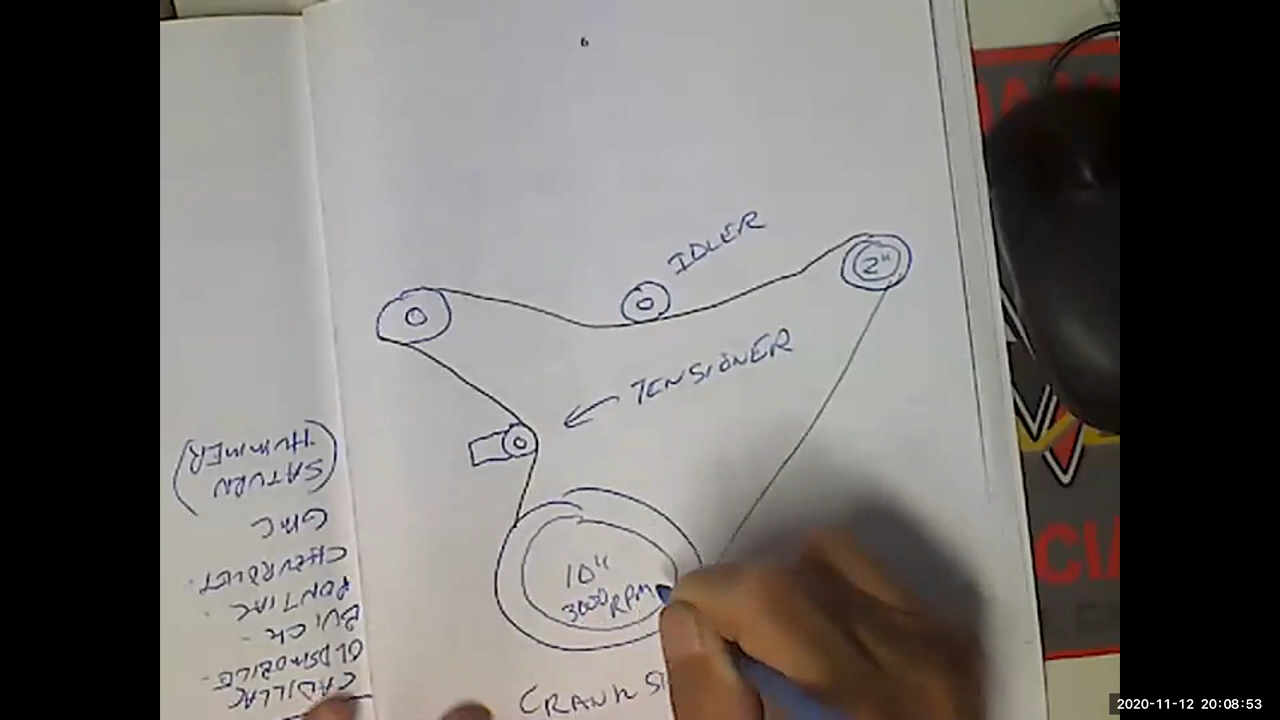 6
IDLER
2"
TENSIONER
10"
3000 RPM
CRANK
(HUMMER)
(SATURN
GMC
CHEVROLET
PONTIAC
BUICK
OLDSMOBILE
CADILLAC
2020-11-12 20:08:53